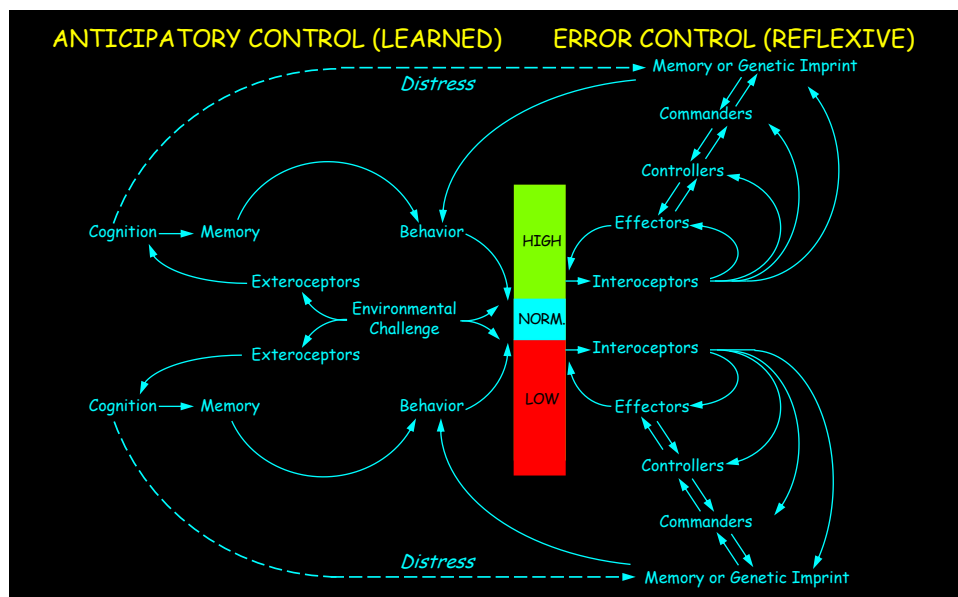 ANTICIPATORY CONTROL (LEARNED)
ERROR CONTROL (REFLEXIVE)
Memory or Genetic Imprint
Distress
Commanders
Controllers
Cognition
Memory
Behavior
Effectors
HIGH
Exteroceptors
Interoceptors
Environmental
Challenge
NORM.
Exteroceptors
Interoceptors
Cognition
Memory
Behavior
LOW
Effectors
Controllers
Commanders
Distress
Memory or Genetic Imprint